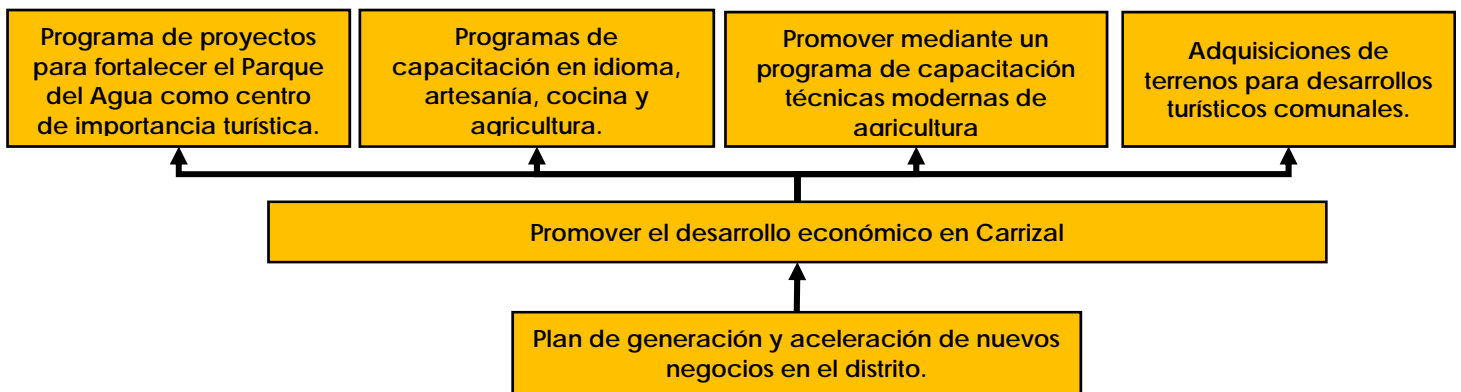 Programa de proyectos
para fortalecer el Parque
del Agua como centro
de importancia turística.
Programas de
capacitación en idioma,
artesanía, cocina y
agricultura.
Promover mediante un
programa de capacitación
técnicas modernas de
agricultura
Adquisiciones de
terrenos para desarrollos
turísticos comunales.
Promover el desarrollo económico en Carrizal
Plan de generación y aceleración de nuevos
negocios en el distrito.